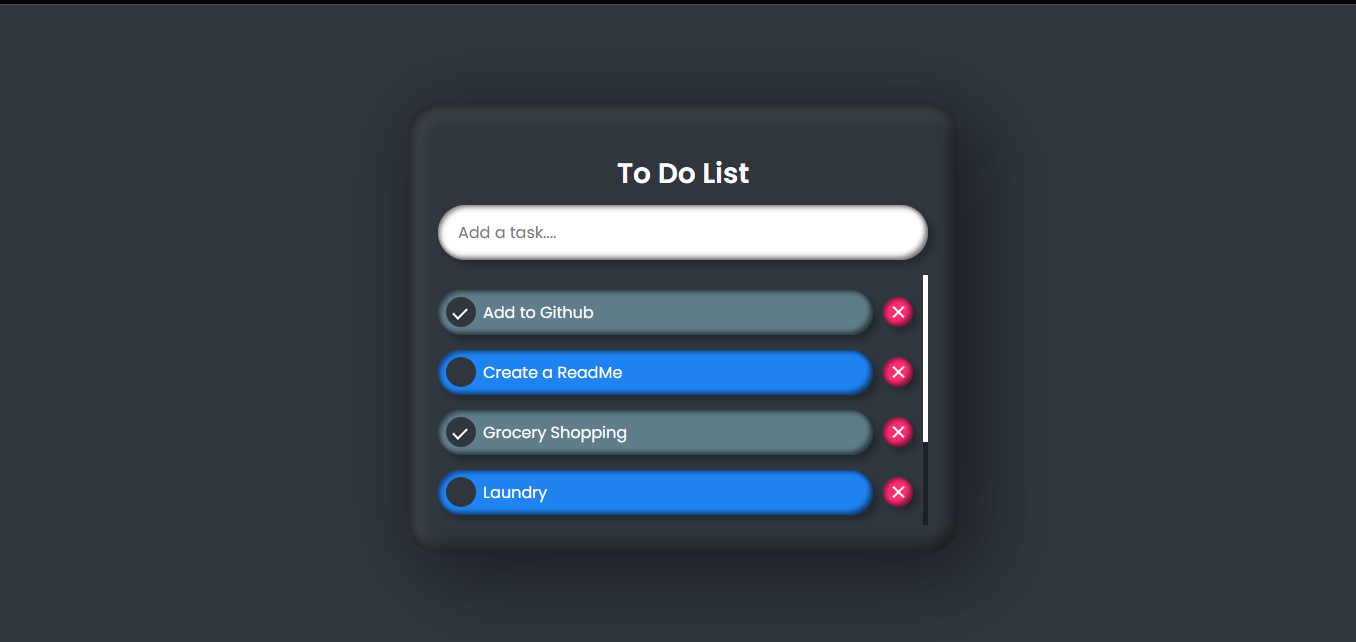 To Do List
Add a task....
Add to Github
Create a ReadMe
Grocery Shopping
Laundry